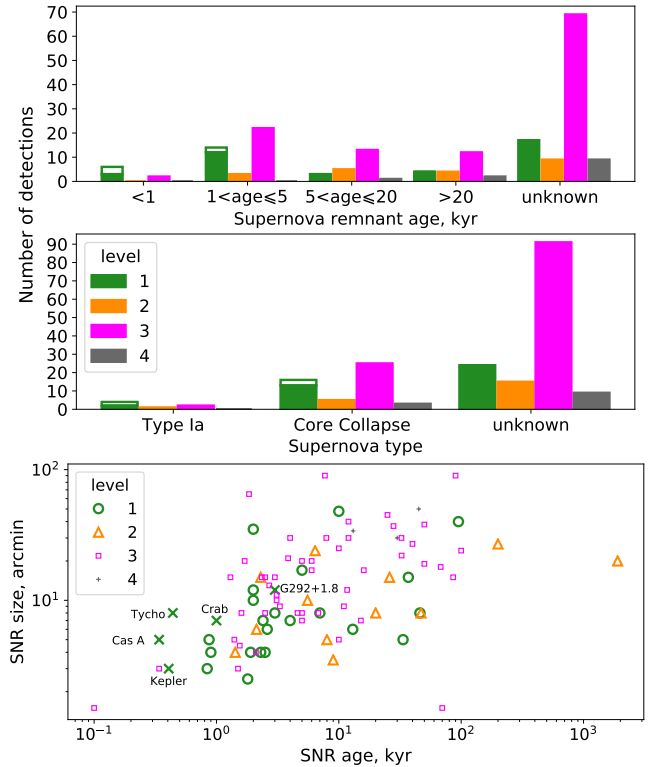 70
60
50
40
30
20
10
0
<1
1<age⩽5
5<age⩽20
>20
unknown
Supernova remnant age, kyr
Number of detections
90
80
70
60
50
40
30
20
10
0
level
1
2
3
4
Type Ia
Core Collapse
unknown
Supernova type
SNR size, arcmin
10²
10¹
level
1
2
3
4
G292+1.8
Tycho
Crab
Cas A
Kepler
10⁻¹
10⁰
10¹
10²
10³
SNR age, kyr